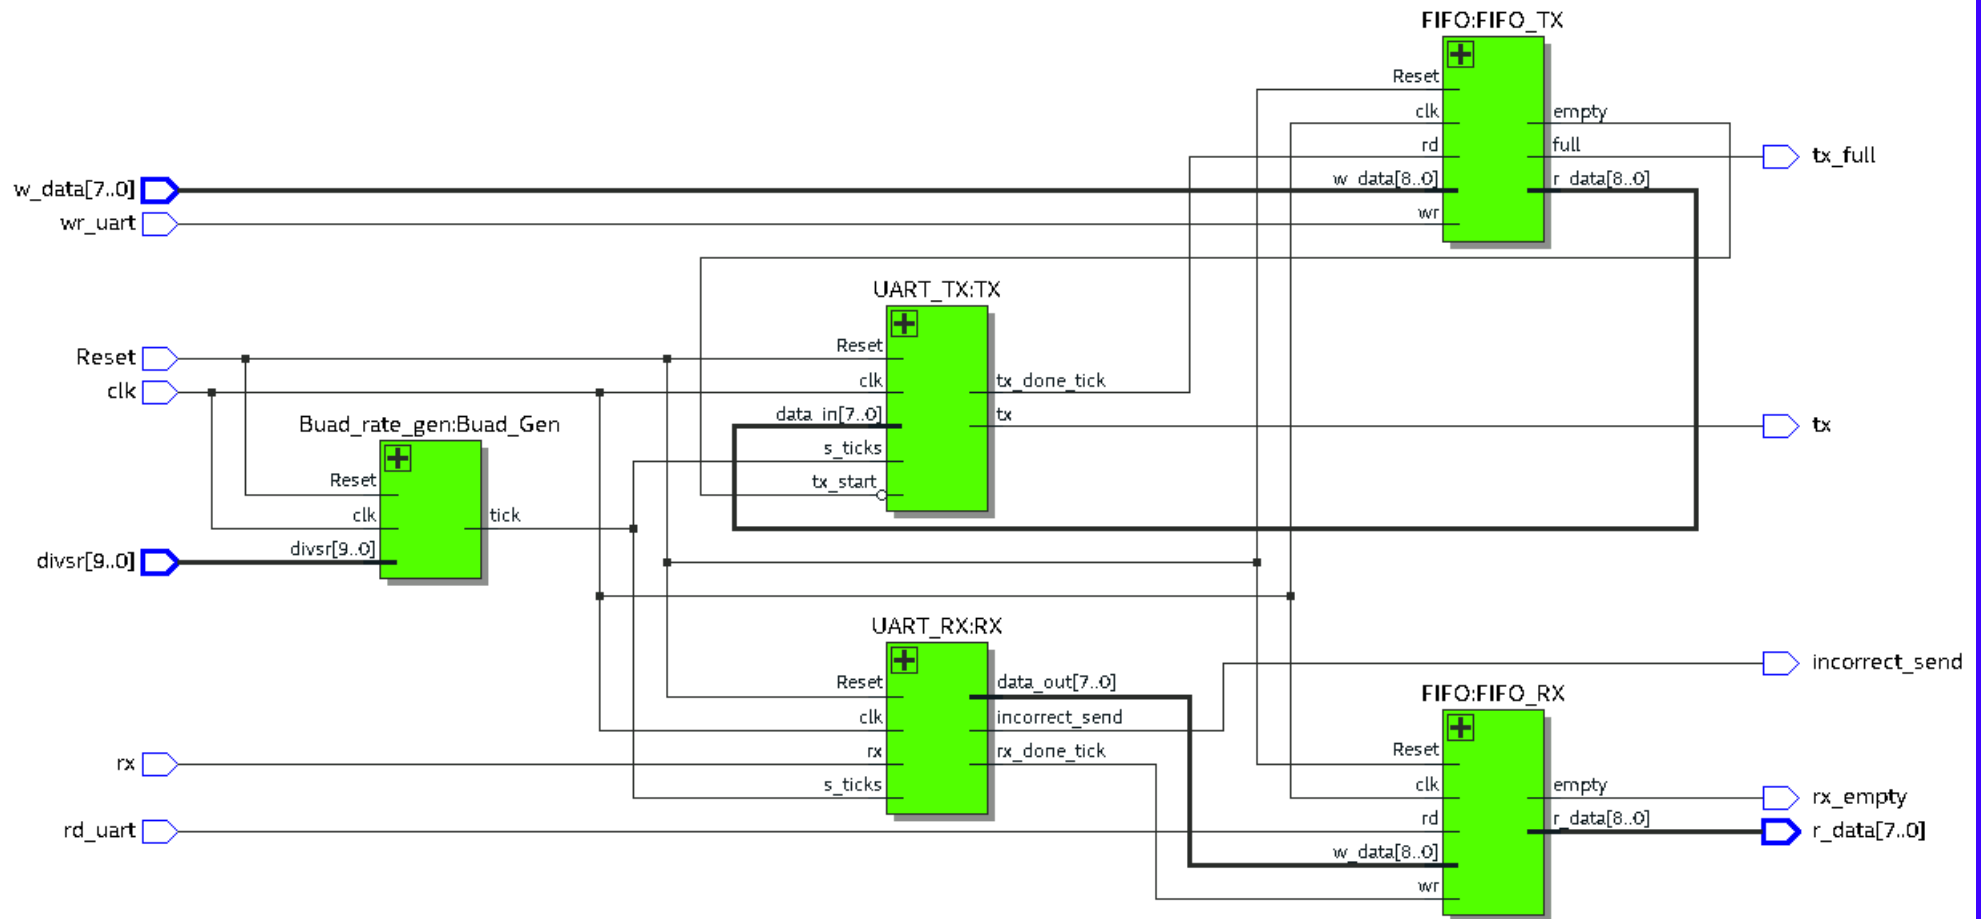 FIFO:FIFO_TX
Reset
clk
rd
w_data[8..0]
wr
empty
full
r_data[8..0]
tx_full
w_data[7..0]
wr_uart
UART_TX:TX
Reset
clk
data_in[7..0]
s_ticks
tx_start
tx_done_tick
tx
tx
Reset
clk
Buad_rate_gen:Buad_Gen
Reset
clk
divsr[9..0]
tick
divsr[9..0]
UART_RX:RX
Reset
clk
rx
s_ticks
data_out[7..0]
incorrect_send
rx_done_tick
incorrect_send
rx
rd_uart
FIFO:FIFO_RX
Reset
clk
rd
w_data[8..0]
wr
empty
r_data[8..0]
rx_empty
r_data[7..0]